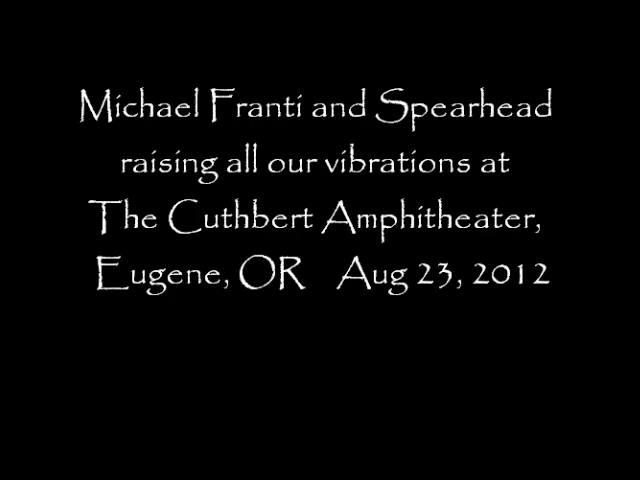 Michael Franti and Spearhead
raising all our vibrations at
The Cuthbert Amphitheater,
Eugene, OR Aug 23, 2012